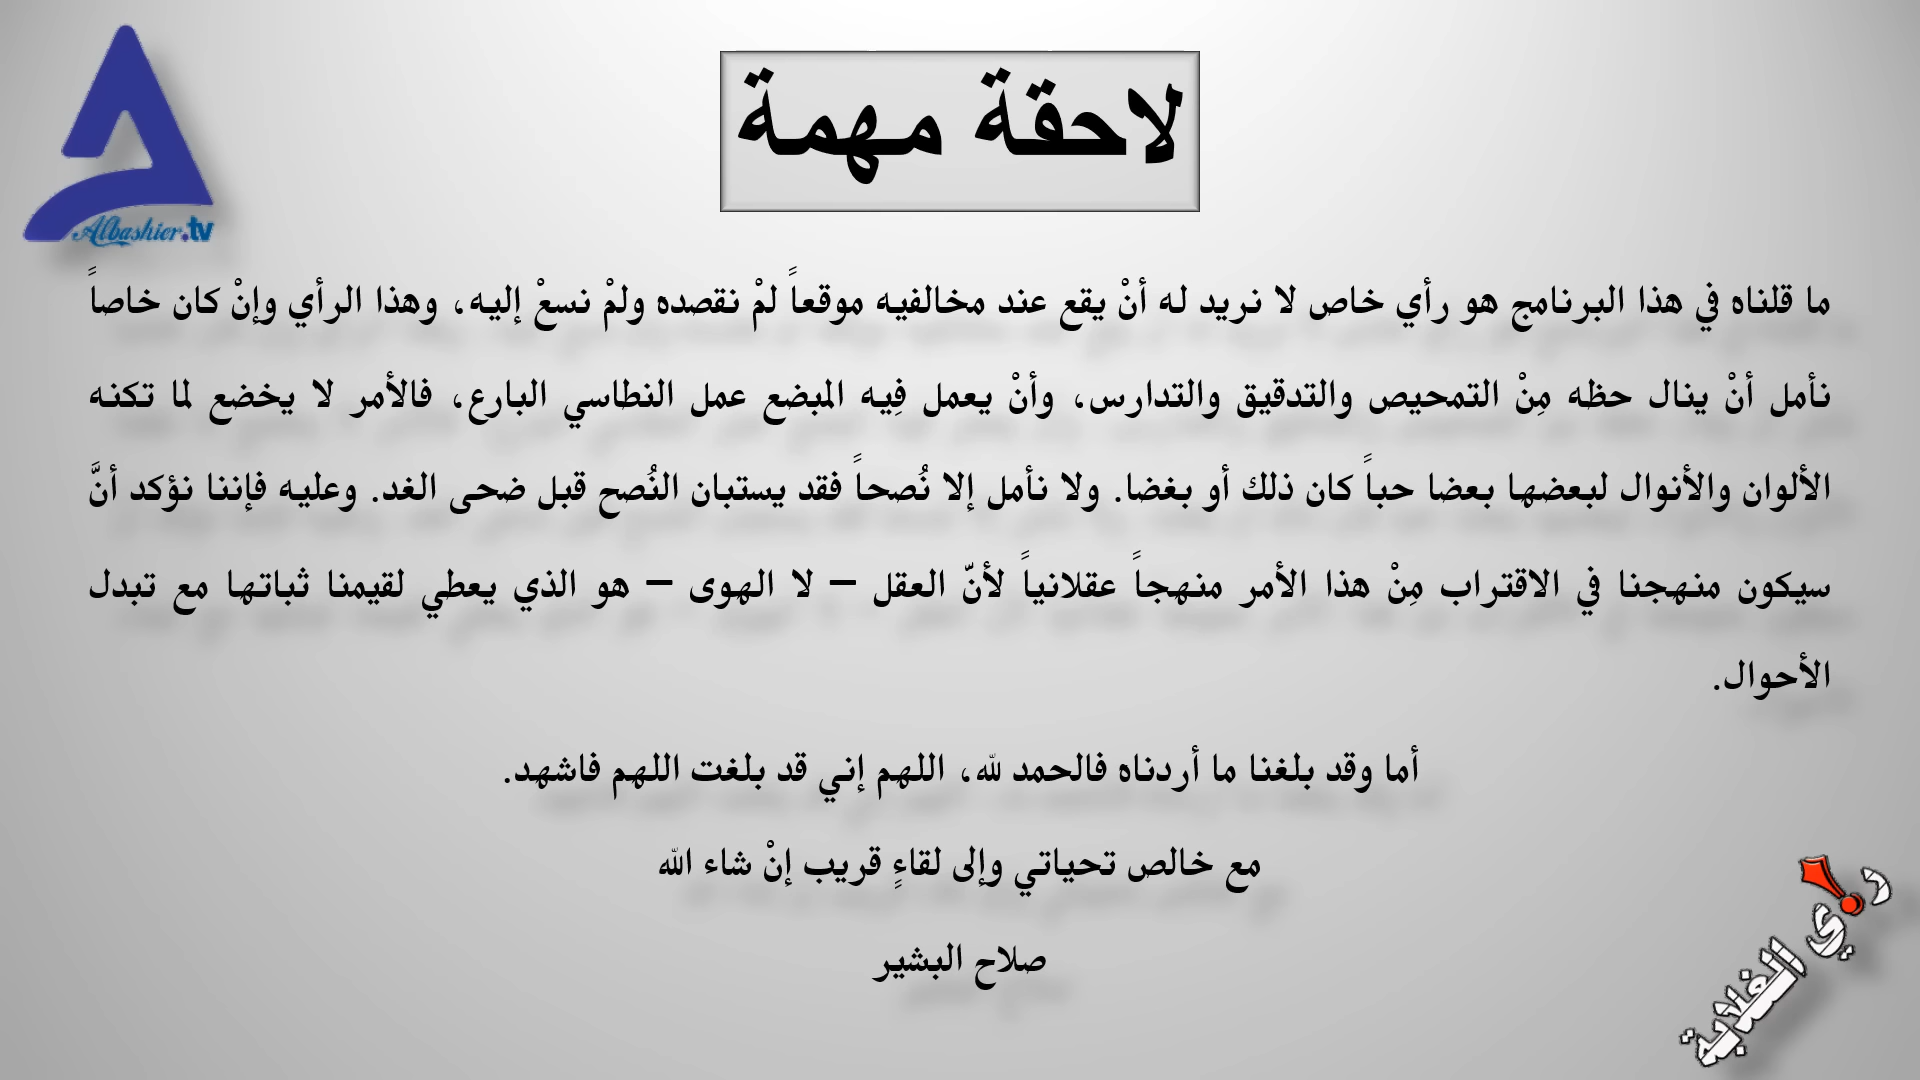 لاحقة مهمة
Albashier.tv
ما قلناه في هذا البرنامج هو رأي خاص لا نريد له أنْ يقع عند مخالفيه موقعاً لمْ نقصده ولمْ نسعْ إليه، وهذا الرأي وإنْ كان خاصاً
نأمل أنْ ينال حظه مِنْ التمحيص والتدقيق والتدارس، وأنْ يعمل فِيه المبضع عمل النطاسي البارع، فالأمر لا يخضع لما تكنه
الألوان والأنوال لبعضها بعضا حباً كان ذلك أو بغضا. ولا نأمل إلا نُصحاً فقد يستبان النُصح قبل ضحى الغد. وعليه فإننا نؤكد أنَّ
سيكون منهجنا في الاقتراب مِنْ هذا الأمر منهجاً عقلانياً لأنّ العقل – لا الهوى – هو الذي يعطي لقيمنا ثباتها مع تبدل
الأحوال.
أما وقد بلغنا ما أردناه فالحمد لله، اللهم إني قد بلغت اللهم فاشهد.
مع خالص تحياتي وإلى لقاءٍ قريب إنْ شاء الله
صلاح البشير
رأي الغلابة